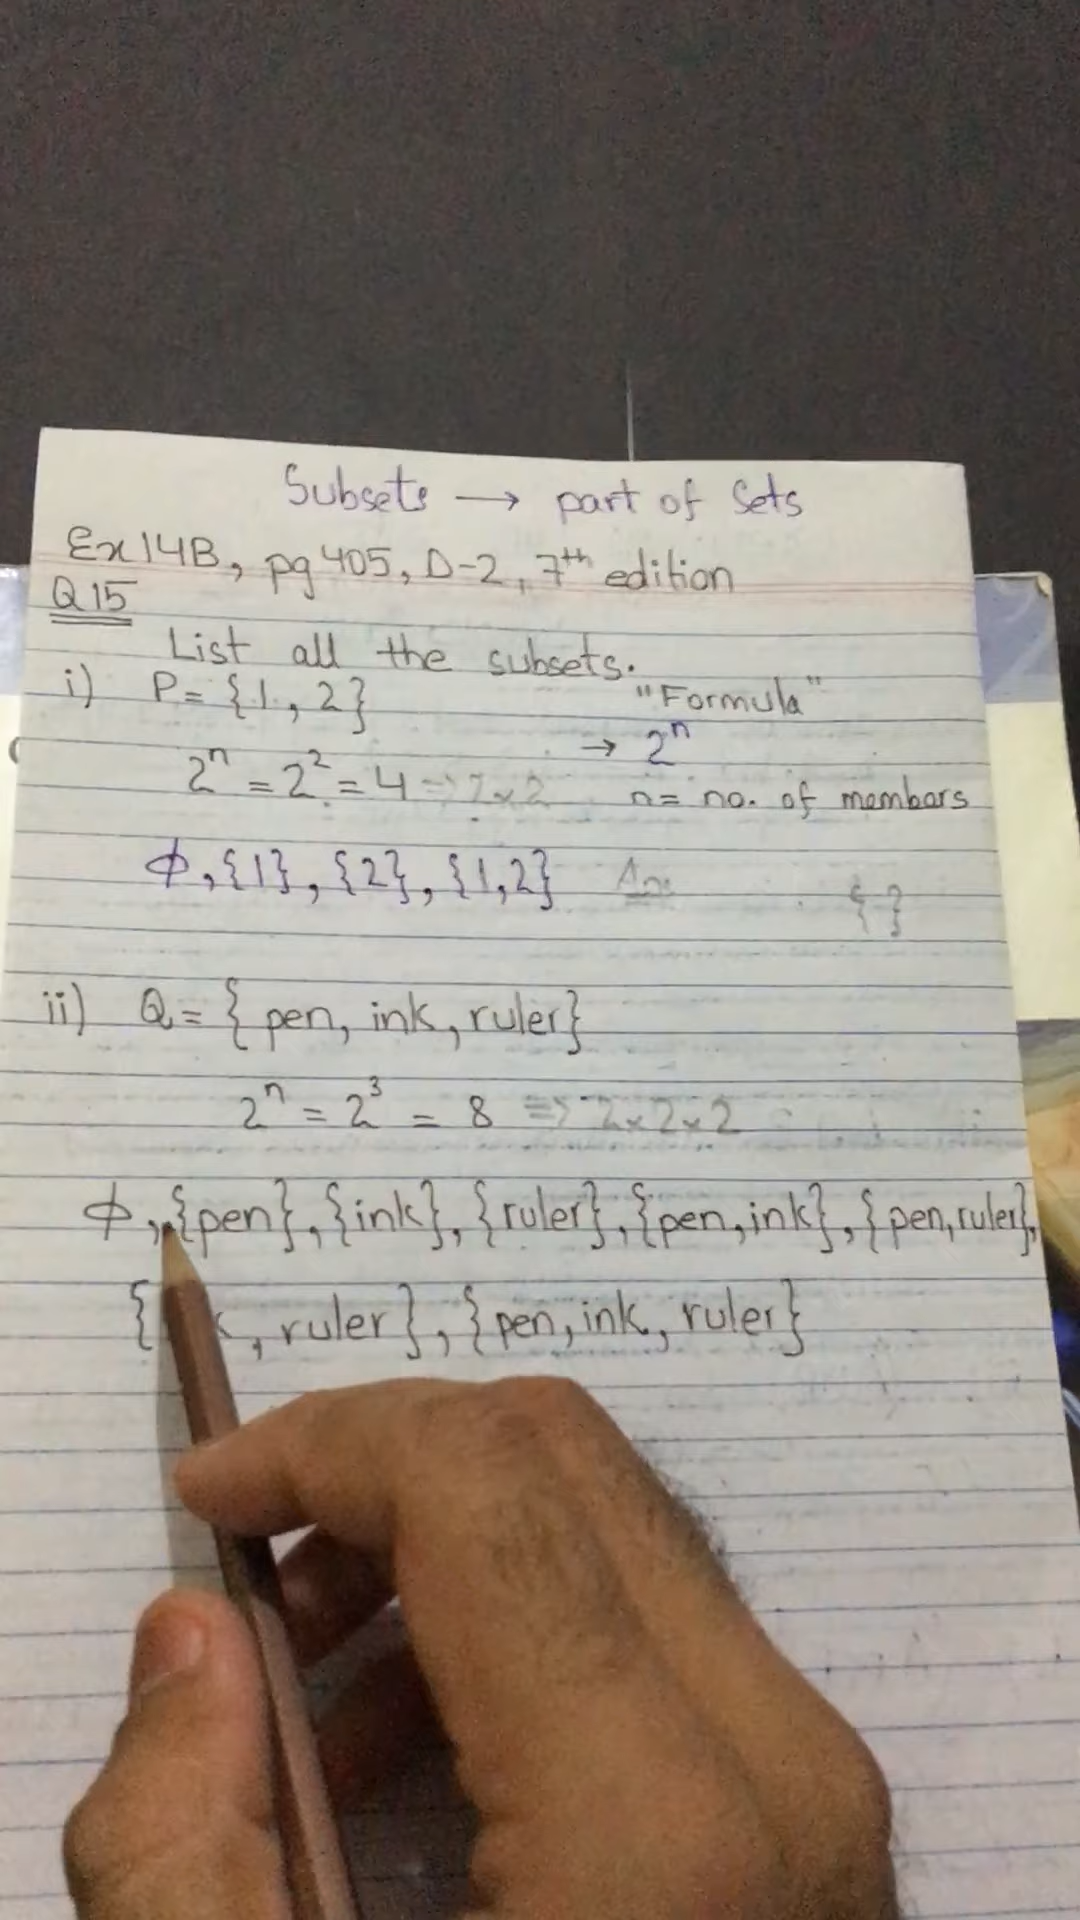 Subsets → part of Sets
Ex 14B, pg 405, D-2, 7th edition
Q 15
List all the subsets.
i) P = {1, 2}
"Formula"
→ 2ⁿ
2ⁿ = 2² = 4 => 2×2
n = no. of members
ϕ, {1}, {2}, {1,2} Ans
{ }
ii) Q = { pen, ink, ruler}
2ⁿ = 2³ = 8 => 2×2×2
ϕ, {pen}, {ink}, {ruler}, {pen, ink}, {pen, ruler},
{ k, ruler}, {pen, ink, ruler}